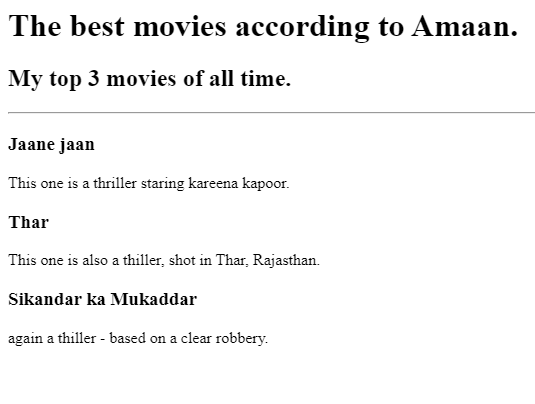 The best movies according to Amaan.
My top 3 movies of all time.
Jaane jaan
This one is a thriller staring kareena kapoor.
Thar
This one is also a thiller, shot in Thar, Rajasthan.
Sikandar ka Mukaddar
again a thiller - based on a clear robbery.